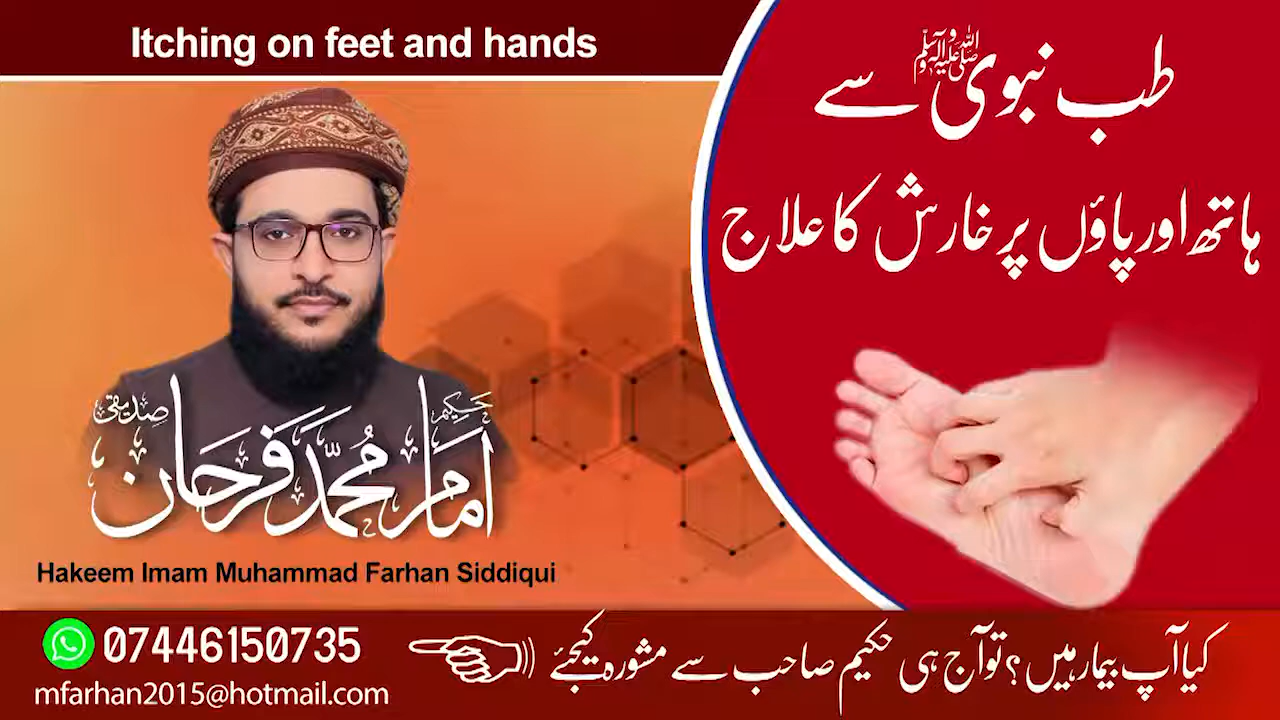 Itching on feet and hands
طب نبوی ﷺ سے
ہاتھ اور پاؤں پر خارش کا علاج
حکیم
امام محمد فرحان
صدیقی
Hakeem Imam Muhammad Farhan Siddiqui
07446150735
mfarhan2015@hotmail.com
کیا آپ بیمار ہیں؟ تو آج ہی حکیم صاحب سے مشورہ کیجئے